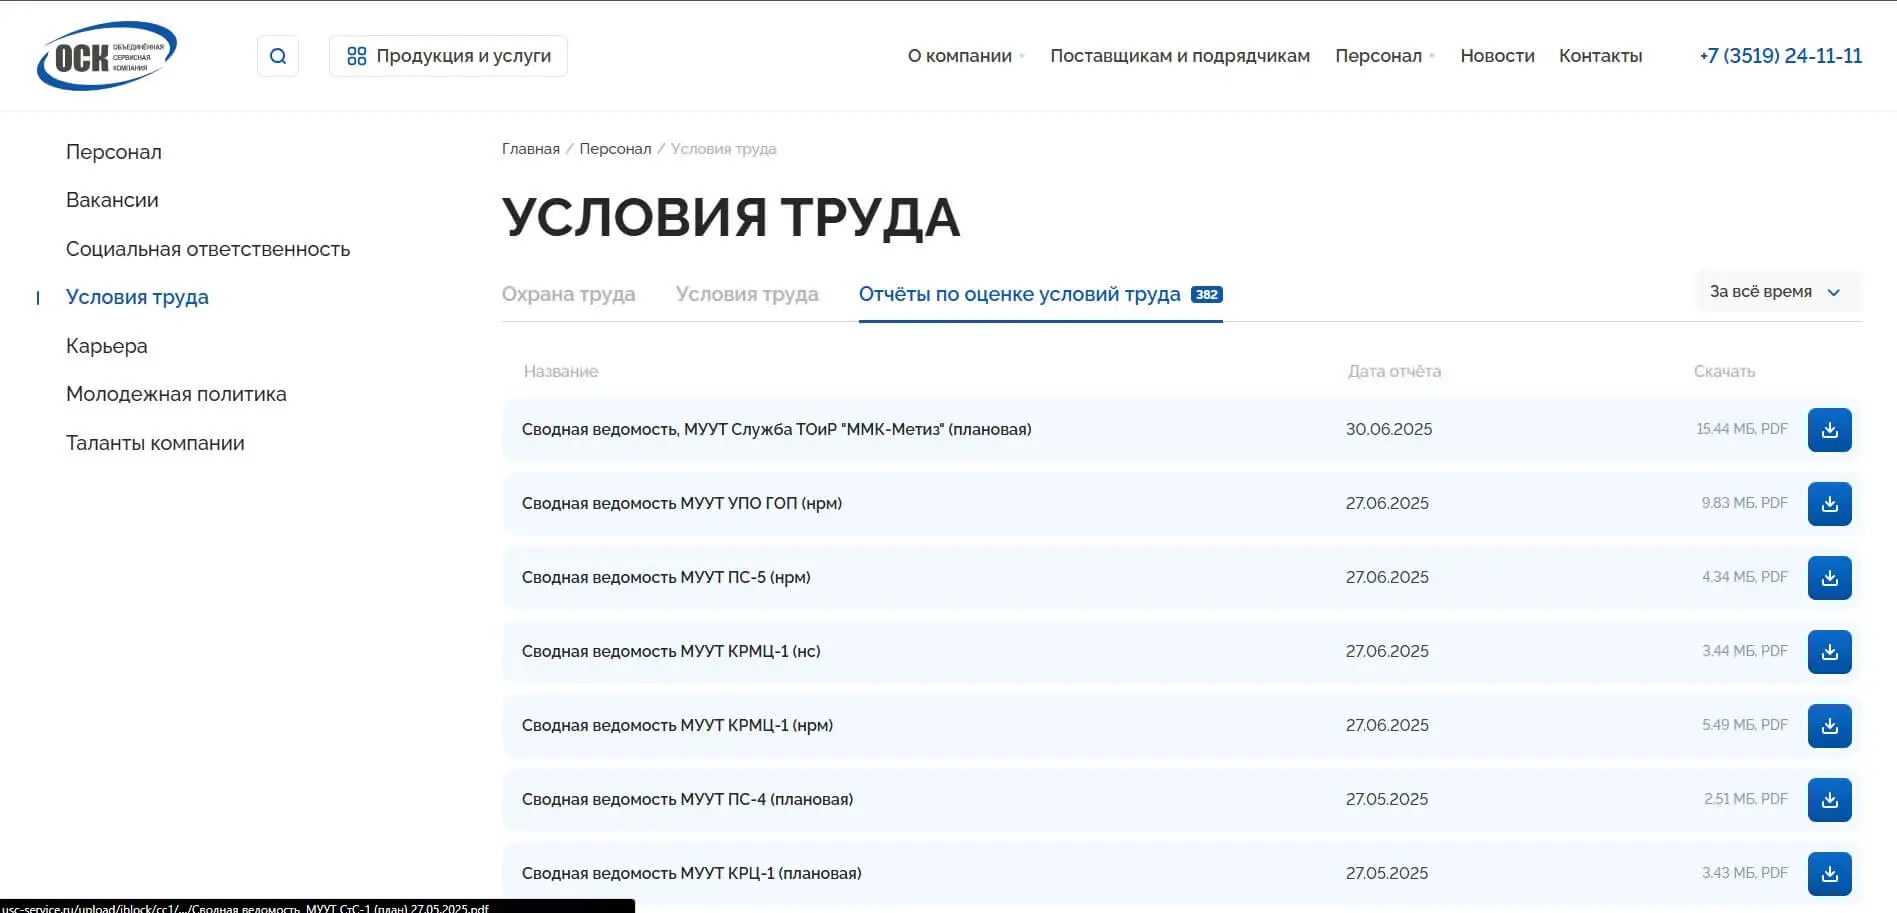 ОСК ОБЪЕДИНЁННАЯ
СЕРВИСНАЯ
КОМПАНИЯ
Продукция и услуги
О компании
Поставщикам и подрядчикам
Персонал
Новости
Контакты
+7 (3519) 24-11-11
Персонал
Вакансии
Социальная ответственность
Условия труда
Карьера
Молодежная политика
Таланты компании
Главная / Персонал / Условия труда
УСЛОВИЯ ТРУДА
Охрана труда
Условия труда
Отчёты по оценке условий труда 382
За всё время
Название Дата отчёта Скачать
Сводная ведомость, МУУТ Служба ТОиР "ММК-Метиз" (плановая) 30.06.2025 15.44 МБ, PDF
Сводная ведомость МУУТ УПО ГОП (нрм) 27.06.2025 9.83 МБ, PDF
Сводная ведомость МУУТ ПС-5 (нрм) 27.06.2025 4.34 МБ, PDF
Сводная ведомость МУУТ КРМЦ-1 (нс) 27.06.2025 3.44 МБ, PDF
Сводная ведомость МУУТ КРМЦ-1 (нрм) 27.06.2025 5.49 МБ, PDF
Сводная ведомость МУУТ ПС-4 (плановая) 27.05.2025 2.51 МБ, PDF
Сводная ведомость МУУТ КРЦ-1 (плановая) 27.05.2025 3.43 МБ, PDF
usc-service.ru/upload/iblock/cc1/.../Сводная ведомость, МУУТ СтС-1 (план) 27.05.2025.pdf